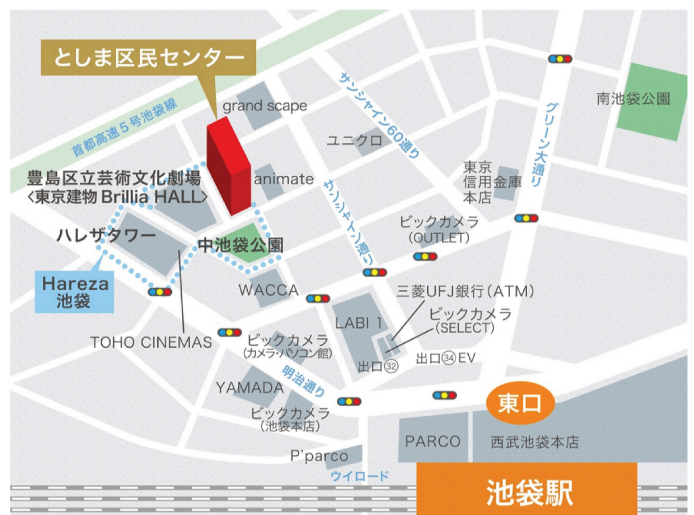 としま区民センター
grand scape
首都高速5号池袋線
サンシャイン60通り
グリーン大通り
南池袋公園
ユニクロ
東京
信用金庫
本店
豊島区立芸術文化劇場
〈東京建物 Brillia HALL〉
animate
ハレザタワー
中池袋公園
サンシャイン通り
ビックカメラ
(OUTLET)
Hareza
池袋
WACCA
三菱UFJ銀行(ATM)
ビックカメラ
(SELECT)
LABI 1
TOHO CINEMAS
ビックカメラ
(カメラ・パソコン館)
出口㉜
出口㉞EV
明治通り
YAMADA
ビックカメラ
(池袋本店)
東口
PARCO
西武池袋本店
P'parco
ウイロード
池袋駅